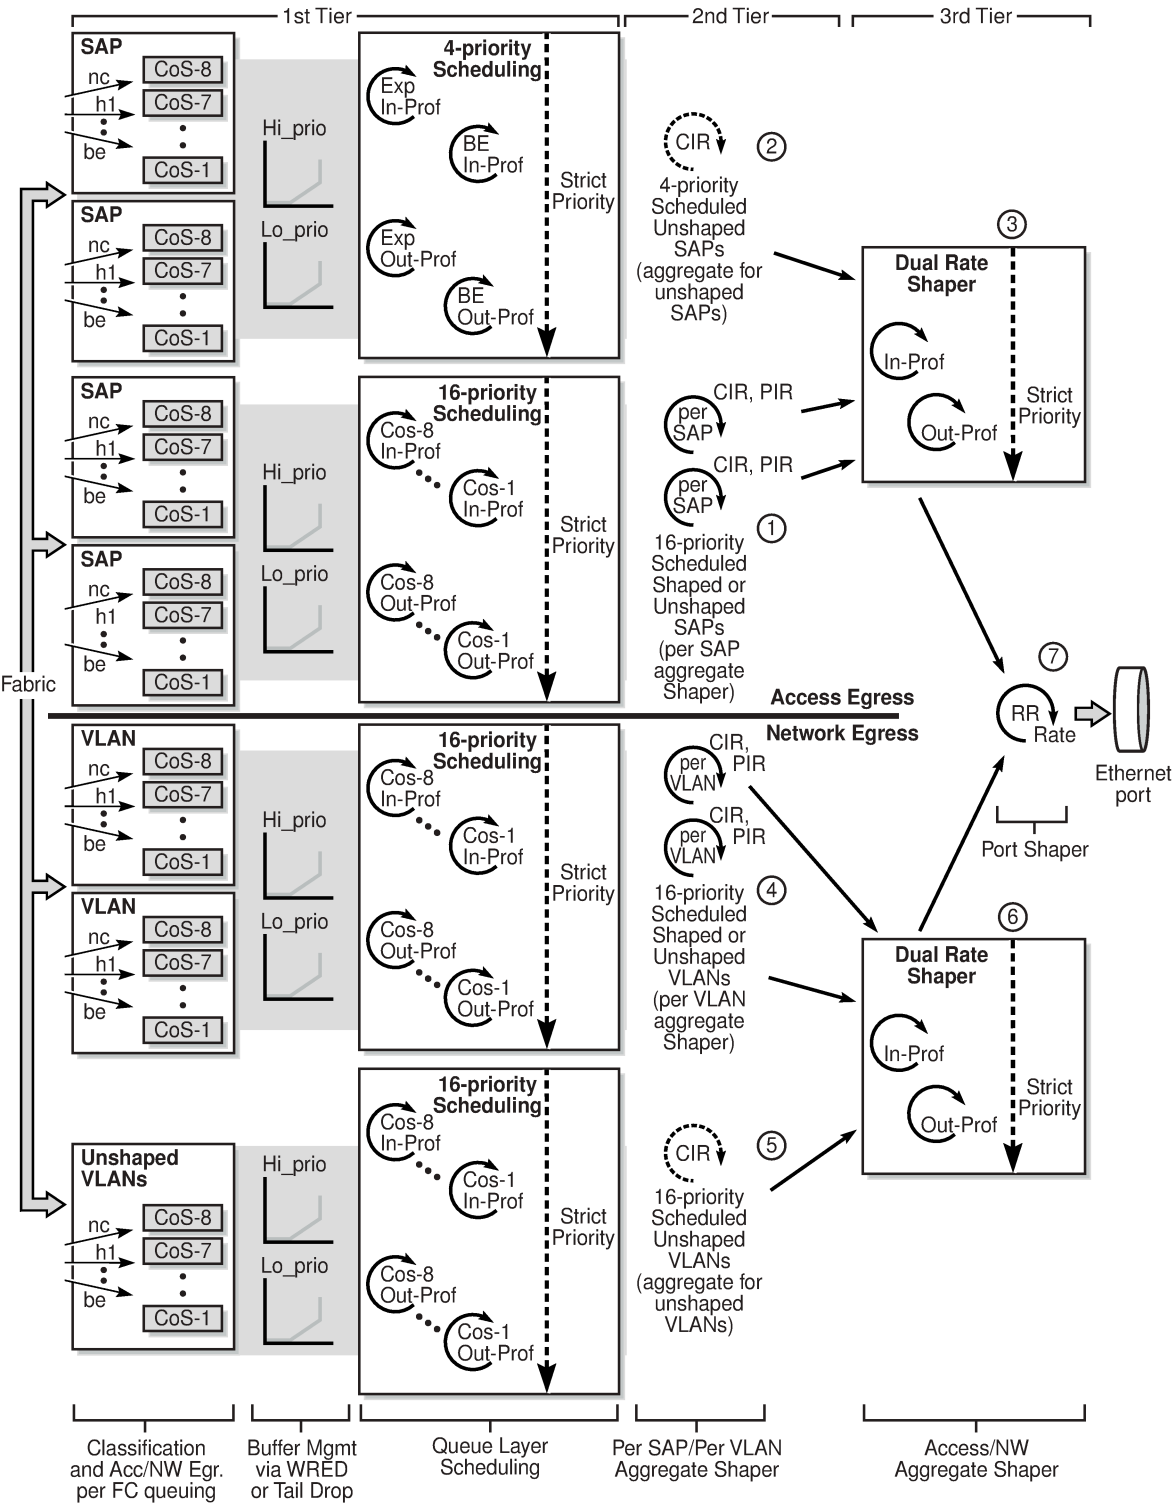 1st Tier
2nd Tier
3rd Tier
SAP
nc
h1
be
CoS-8
CoS-7
CoS-1
SAP
nc
h1
be
CoS-8
CoS-7
CoS-1
Hi_prio
Lo_prio
4-priority
Scheduling
Exp
In-Prof
BE
In-Prof
Exp
Out-Prof
BE
Out-Prof
Strict
Priority
CIR
2
4-priority
Scheduled
Unshaped
SAPs
(aggregate for
unshaped
SAPs)
3
Dual Rate
Shaper
In-Prof
Out-Prof
Strict
Priority
SAP
nc
h1
be
CoS-8
CoS-7
CoS-1
SAP
nc
h1
be
CoS-8
CoS-7
CoS-1
Hi_prio
Lo_prio
16-priority
Scheduling
Cos-8
In-Prof
Cos-1
In-Prof
Cos-8
Out-Prof
Cos-1
Out-Prof
Strict
Priority
CIR, PIR
per
SAP
CIR, PIR
per
SAP
1
16-priority
Scheduled
Shaped or
Unshaped
SAPs
(per SAP
aggregate
Shaper)
Fabric
Access Egress
Network Egress
7
RR
Rate
Ethernet
port
Port Shaper
VLAN
nc
h1
be
CoS-8
CoS-7
CoS-1
VLAN
nc
h1
be
CoS-8
CoS-7
CoS-1
Hi_prio
Lo_prio
16-priority
Scheduling
Cos-8
In-Prof
Cos-1
In-Prof
Cos-8
Out-Prof
Cos-1
Out-Prof
Strict
Priority
CIR,
PIR
per
VLAN
CIR,
PIR
per
VLAN
4
16-priority
Scheduled
Shaped or
Unshaped
VLANs
(per VLAN
aggregate
Shaper)
6
Dual Rate
Shaper
In-Prof
Out-Prof
Strict
Priority
Unshaped
VLANs
nc
h1
be
CoS-8
CoS-7
CoS-1
Hi_prio
Lo_prio
16-priority
Scheduling
Cos-8
In-Prof
Cos-1
In-Prof
Cos-8
Out-Prof
Cos-1
Out-Prof
Strict
Priority
CIR
5
16-priority
Scheduled
Unshaped
VLANs
(aggregate for
unshaped
VLANs)
Classification
and Acc/NW Egr.
per FC queuing
Buffer Mgmt
via WRED
or Tail Drop
Queue Layer
Scheduling
Per SAP/Per VLAN
Aggregate Shaper
Access/NW
Aggregate Shaper